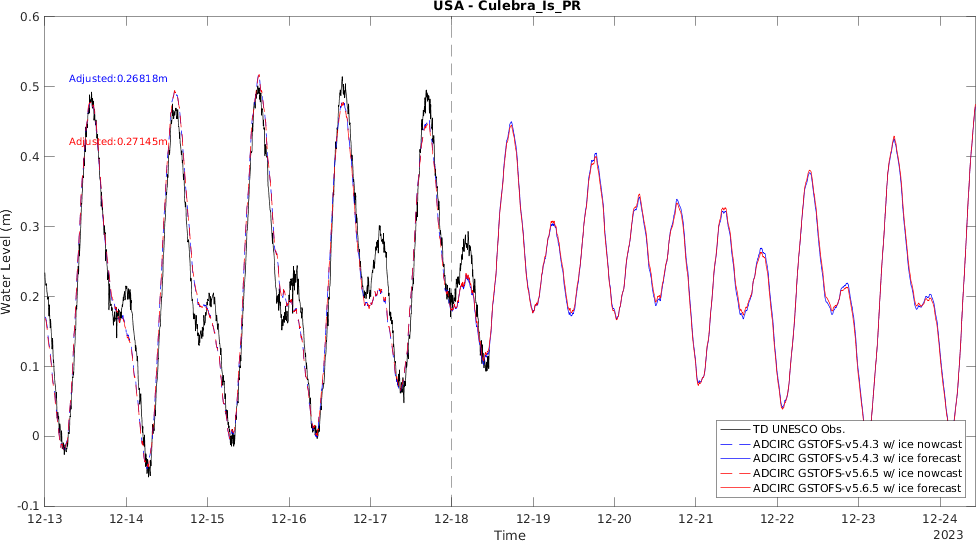 USA - Culebra_Is_PR
0.6
0.5
0.4
0.3
0.2
0.1
0
-0.1
Water Level (m)
Adjusted:0.26818m
Adjusted:0.27145m
TD UNESCO Obs.
ADCIRC GSTOFS-v5.4.3 w/ ice nowcast
ADCIRC GSTOFS-v5.4.3 w/ ice forecast
ADCIRC GSTOFS-v5.6.5 w/ ice nowcast
ADCIRC GSTOFS-v5.6.5 w/ ice forecast
12-13 12-14 12-15 12-16 12-17 12-18 12-19 12-20 12-21 12-22 12-23 12-24
Time
2023